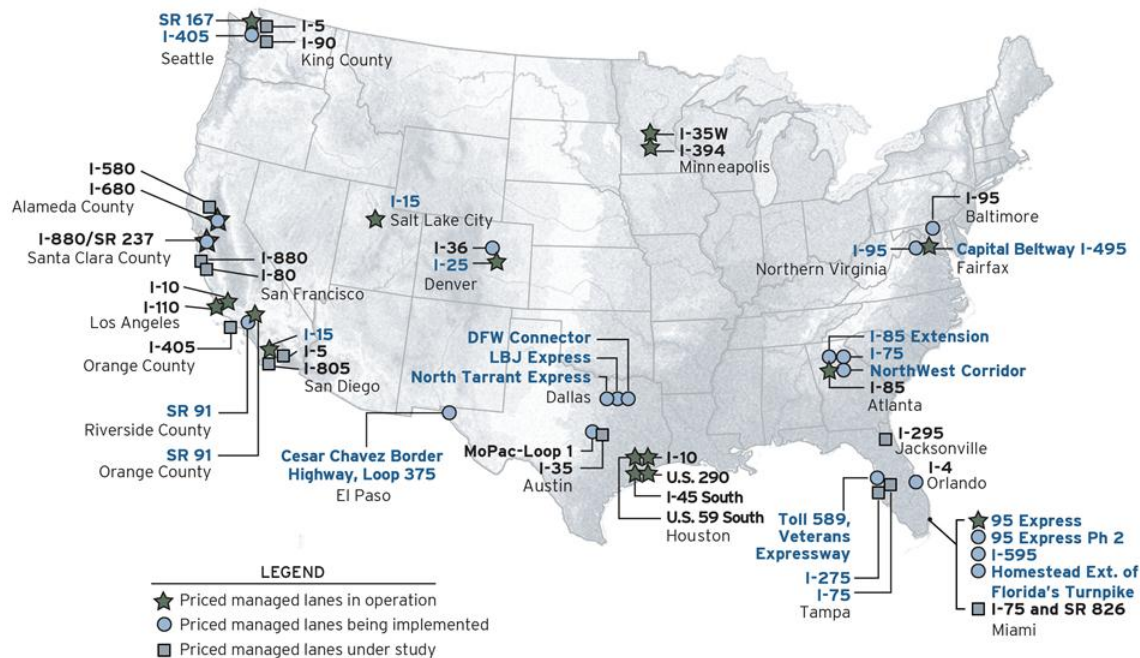 SR 167
I-405
Seattle
I-5
I-90
King County
I-35W
I-394
Minneapolis
I-580
I-680
Alameda County
I-880/SR 237
Santa Clara County
I-880
I-80
San Francisco
I-10
I-110
Los Angeles
I-405
Orange County
I-15
I-5
I-805
San Diego
SR 91
Riverside County
SR 91
Orange County
I-15
Salt Lake City
I-36
I-25
Denver
I-95
Baltimore
I-95
Northern Virginia
Capital Beltway I-495
Fairfax
DFW Connector
LBJ Express
North Tarrant Express
Dallas
I-85 Extension
I-75
NorthWest Corridor
I-85
Atlanta
Cesar Chavez Border
Highway, Loop 375
El Paso
MoPac-Loop 1
I-35
Austin
I-10
U.S. 290
I-45 South
U.S. 59 South
Houston
I-295
Jacksonville
I-4
Orlando
Toll 589,
Veterans
Expressway
I-275
I-75
Tampa
95 Express
95 Express Ph 2
I-595
Homestead Ext. of
Florida's Turnpike
I-75 and SR 826
Miami
LEGEND
Priced managed lanes in operation
Priced managed lanes being implemented
Priced managed lanes under study